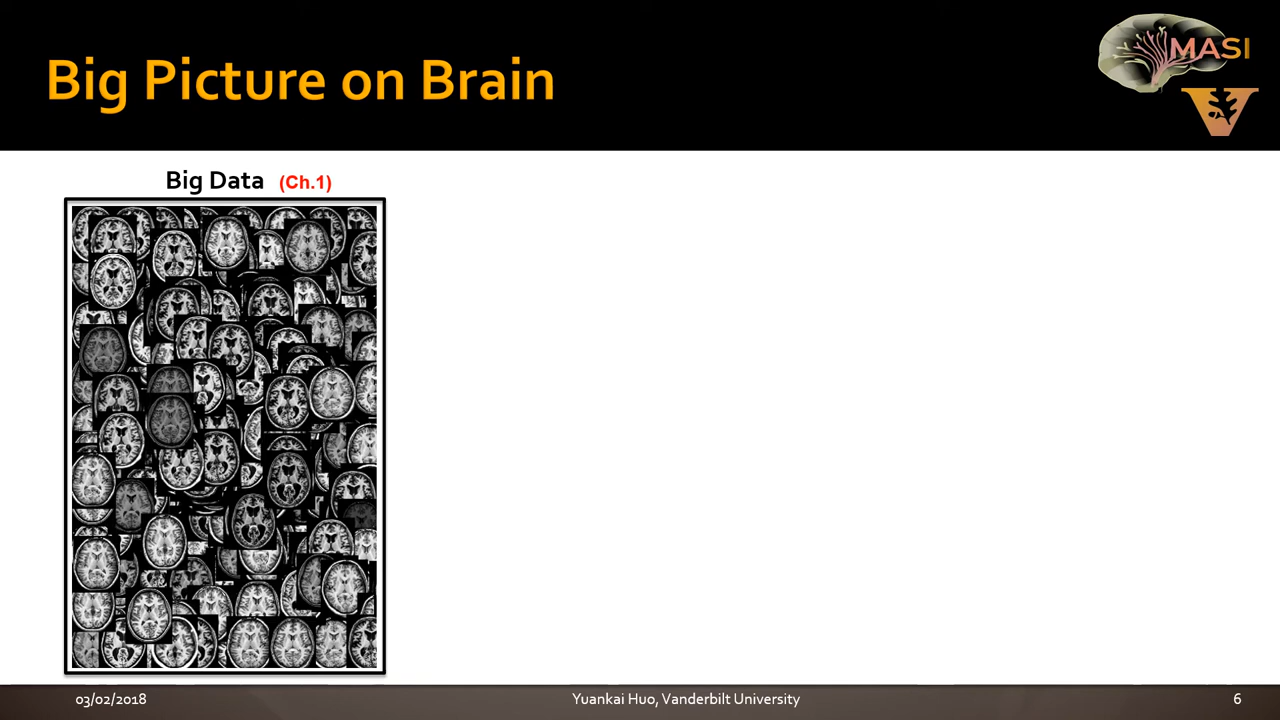 Big Picture on Brain
MASI
V
Big Data (Ch.1)
03/02/2018
Yuankai Huo, Vanderbilt University
6